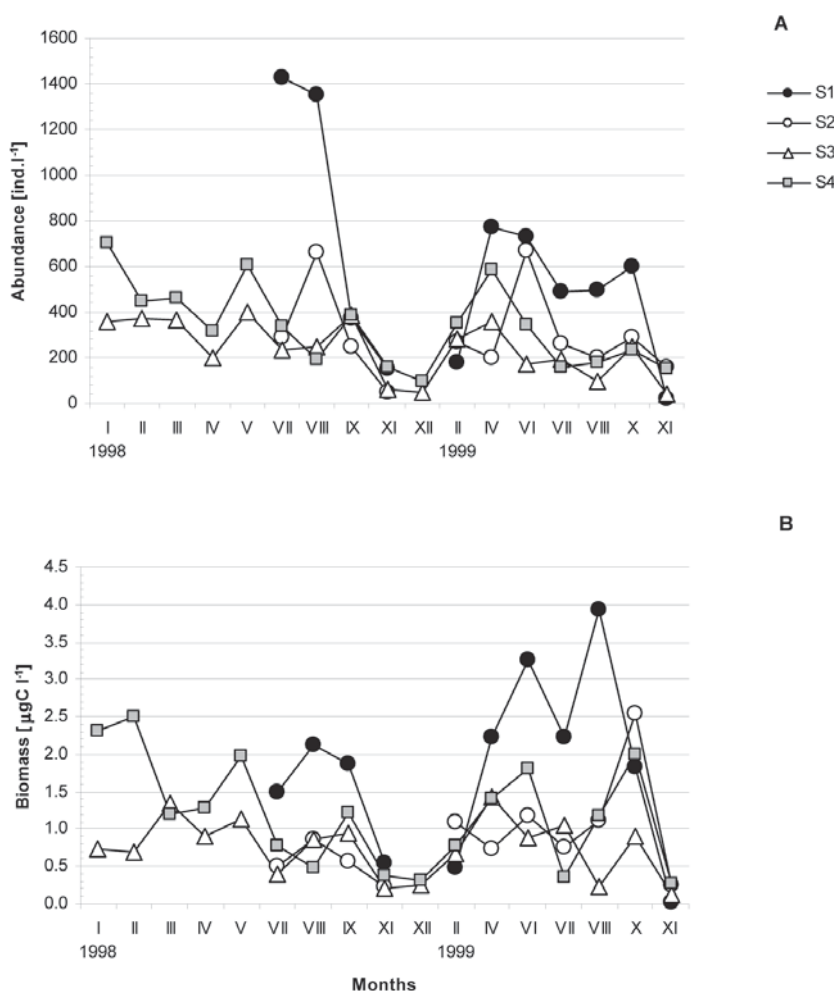 A
1600
1400
1200
1000
800
600
400
200
0
Abundance [ind.l⁻¹]
I II III IV V VII VIII IX XI XII II IV VI VII VIII X XI
1998 1999
S1
S2
S3
S4
B
4.5
4.0
3.5
3.0
2.5
2.0
1.5
1.0
0.5
0.0
Biomass [µgC l⁻¹]
I II III IV V VII VIII IX XI XII II IV VI VII VIII X XI
1998 1999
Months